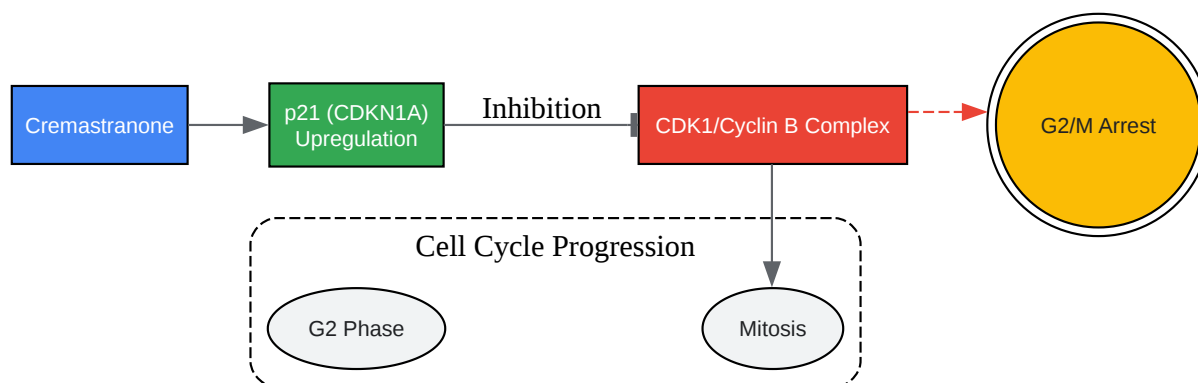 Cremastranone
p21 (CDKN1A)
Upregulation
Inhibition
CDK1/Cyclin B Complex
G2/M Arrest
Cell Cycle Progression
G2 Phase
Mitosis